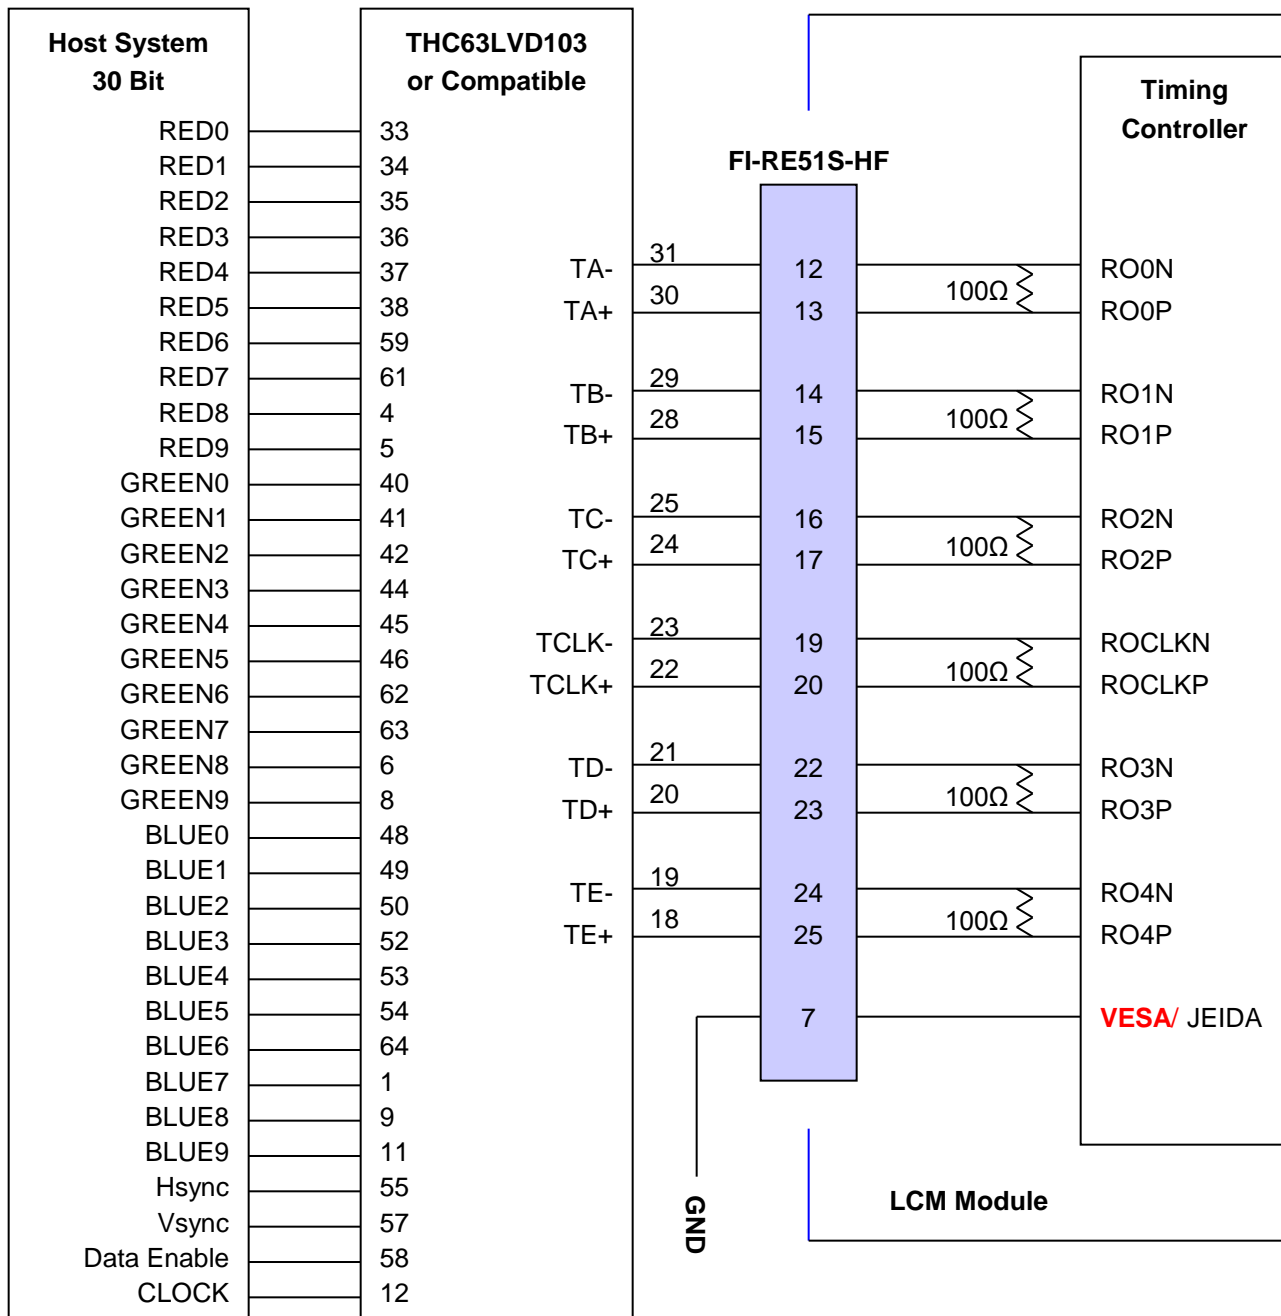 Host System
30 Bit
RED0
RED1
RED2
RED3
RED4
RED5
RED6
RED7
RED8
RED9
GREEN0
GREEN1
GREEN2
GREEN3
GREEN4
GREEN5
GREEN6
GREEN7
GREEN8
GREEN9
BLUE0
BLUE1
BLUE2
BLUE3
BLUE4
BLUE5
BLUE6
BLUE7
BLUE8
BLUE9
Hsync
Vsync
Data Enable
CLOCK
THC63LVD103
or Compatible
33
34
35
36
37
38
59
61
4
5
40
41
42
44
45
46
62
63
6
8
48
49
50
52
53
54
64
1
9
11
55
57
58
12
TA-
TA+
TB-
TB+
TC-
TC+
TCLK-
TCLK+
TD-
TD+
TE-
TE+
31
30
29
28
25
24
23
22
21
20
19
18
FI-RE51S-HF
12
13
14
15
16
17
19
20
22
23
24
25
7
GND
100Ω
100Ω
100Ω
100Ω
100Ω
100Ω
Timing
Controller
RO0N
RO0P
RO1N
RO1P
RO2N
RO2P
ROCLKN
ROCLKP
RO3N
RO3P
RO4N
RO4P
VESA/ JEIDA
LCM Module